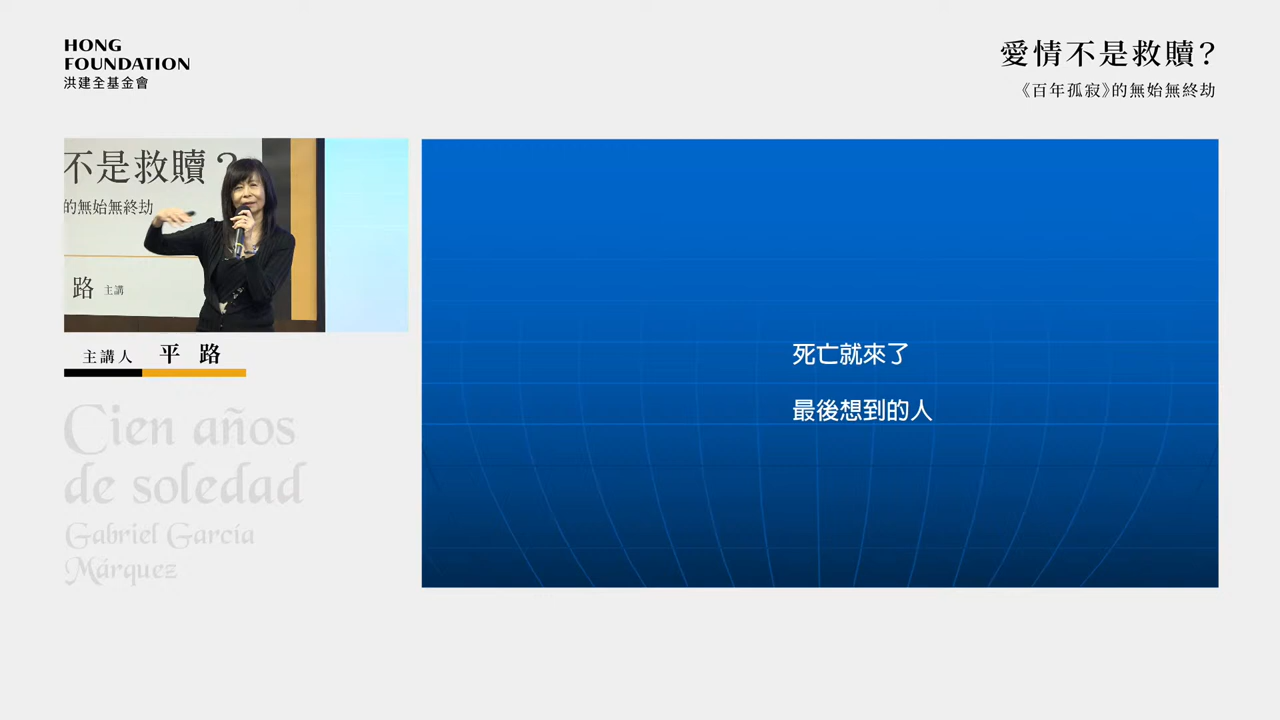 HONG
FOUNDATION
洪建全基金會
愛情不是救贖？
《百年孤寂》的無始無終劫
不是救贖？
的無始無終劫
路 主講
主講人 平 路
Cien años
de soledad
Gabriel García
Márquez
死亡就來了
最後想到的人